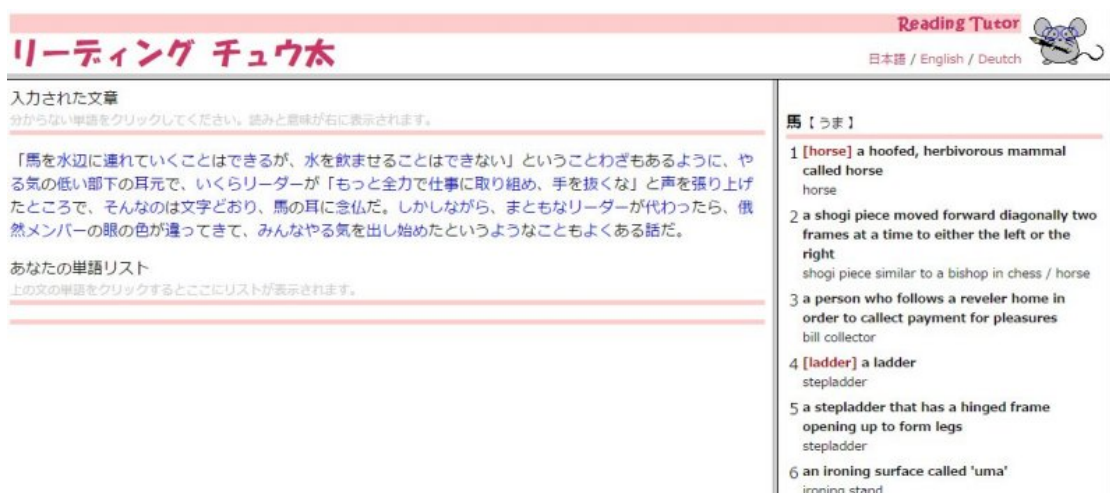 Reading Tutor
リーディング チュウ太
日本語 / English / Deutch
入力された文章
分からない単語をクリックしてください。読みと意味が右に表示されます。
「馬を水辺に連れていくことはできるが、水を飲ませることはできない」ということわざもあるように、や
る気の低い部下の耳元で、いくらリーダーが「もっと全力で仕事に取り組め、手を抜くな」と声を張り上げ
たところで、そんなのは文字どおり、馬の耳に念仏だ。しかしながら、まともなリーダーが代わったら、俄
然メンバーの眼の色が違ってきて、みんなやる気を出し始めたというようなこともよくある話だ。
あなたの単語リスト
上の文の単語をクリックするとここにリストが表示されます。
馬【うま】
1 [horse] a hoofed, herbivorous mammal
called horse
horse
2 a shogi piece moved forward diagonally two
frames at a time to either the left or the
right
shogi piece similar to a bishop in chess / horse
3 a person who follows a reveler home in
order to callect payment for pleasures
bill collector
4 [ladder] a ladder
stepladder
5 a stepladder that has a hinged frame
opening up to form legs
stepladder
6 an ironing surface called 'uma'
ironing stand